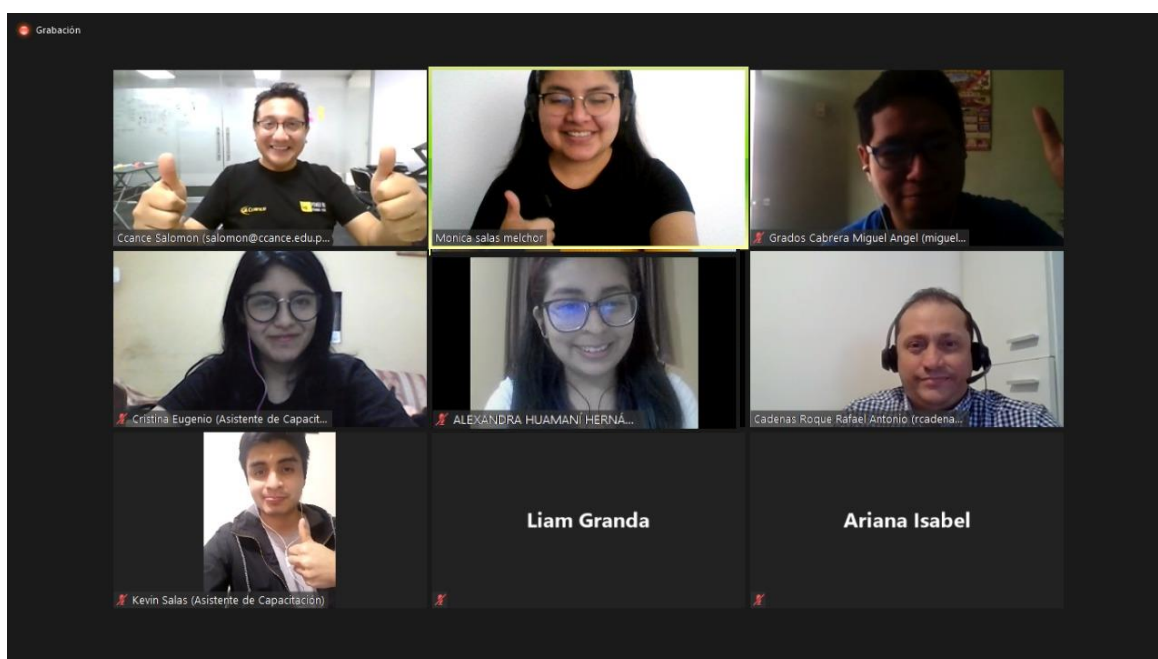 Grabación
Ccance Salomon (salomon@ccance.edu.p...
Monica salas melchor
Grados Cabrera Miguel Angel (miguel...
Cristina Eugenio (Asistente de Capacit...
ALEXANDRA HUAMANÍ HERNÁ...
Cadenas Roque Rafael Antonio (rcadena...
Kevin Salas (Asistente de Capacitación)
Liam Granda
Ariana Isabel